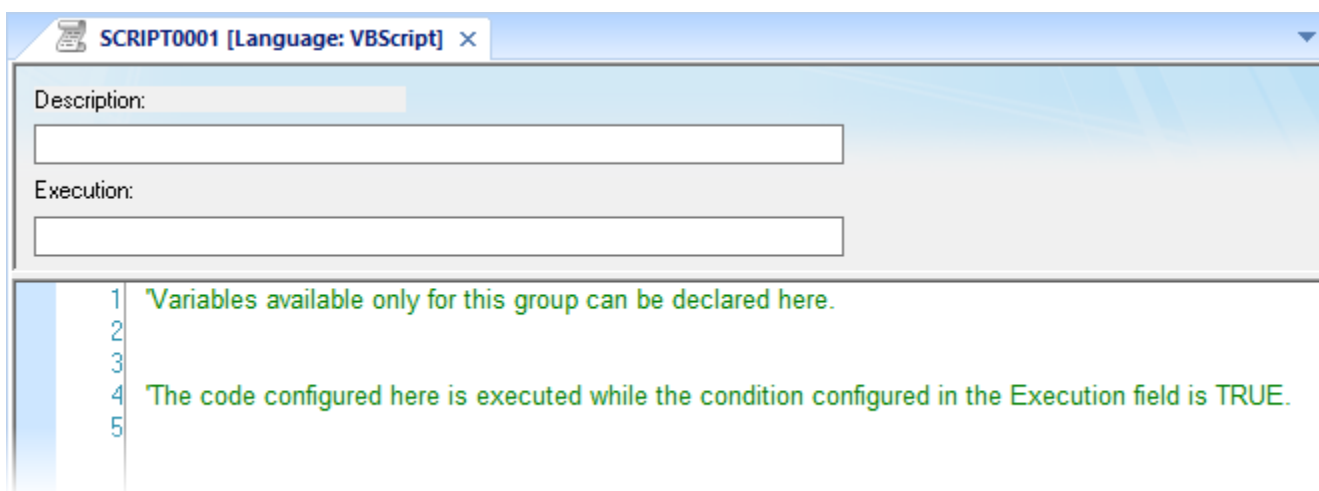 SCRIPT0001 [Language: VBScript] ×
Description:
Execution:
1 'Variables available only for this group can be declared here.
2
3
4 'The code configured here is executed while the condition configured in the Execution field is TRUE.
5